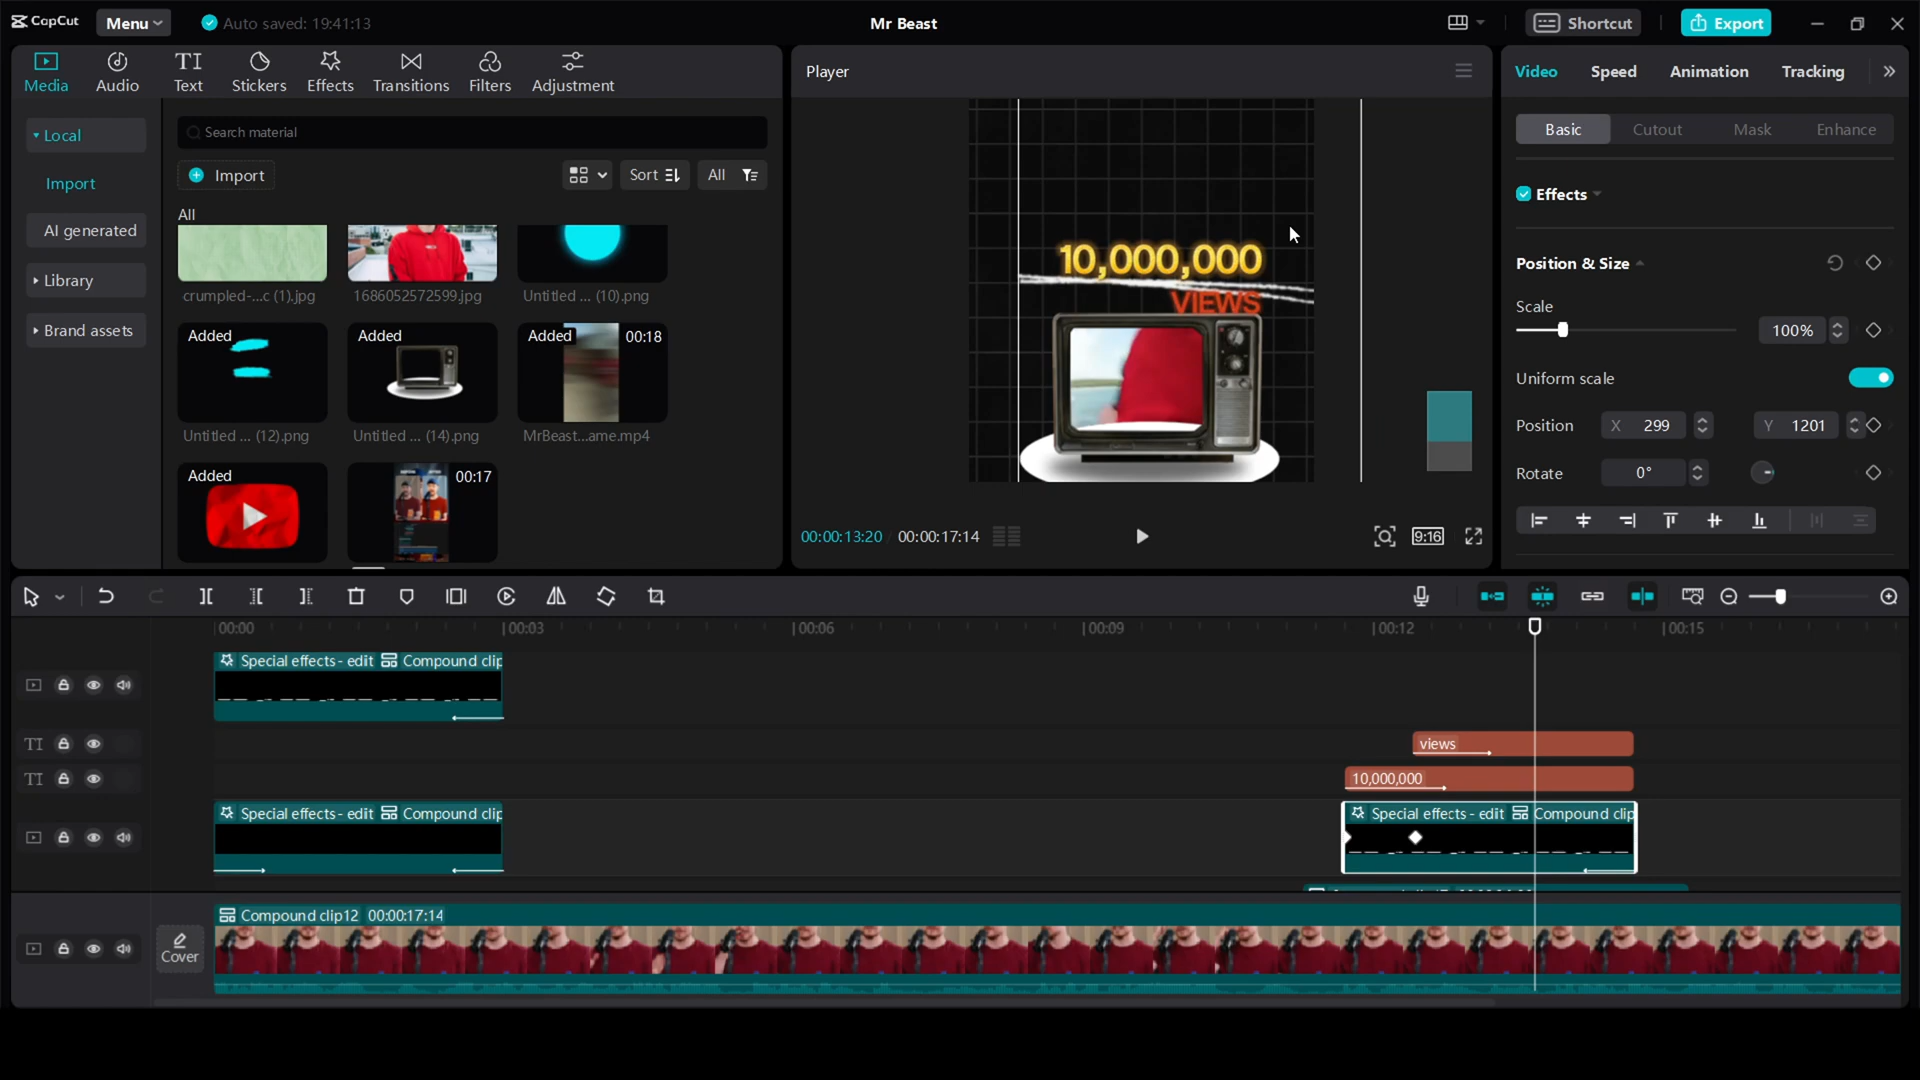 CapCut
Menu
Auto saved: 19:41:13
Mr Beast
Shortcut
Export
Media
Audio
TI
Text
Stickers
Effects
Transitions
Filters
Adjustment
Local
Import
AI generated
Library
Brand assets
Search material
Import
Sort
All
All
crumpled-...c (1).jpg
1686052572599.jpg
Untitled ... (10).png
Added
Added
Added
00:18
Untitled ... (12).png
Untitled ... (14).png
MrBeast...ame.mp4
Added
00:17
Player
10,000,000
VIEWS
00:00:13:20 / 00:00:17:14
9:16
Video
Speed
Animation
Tracking
Basic
Cutout
Mask
Enhance
Effects
Position & Size
Scale
100%
Uniform scale
Position
X 299
Y 1201
Rotate
0°
00:00
00:03
00:06
00:09
00:12
00:15
Special effects - edit Compound clip
TI
views
TI
10,000,000
Special effects - edit Compound clip
Special effects - edit Compound clip
Cover
Compound clip12 00:00:17:14